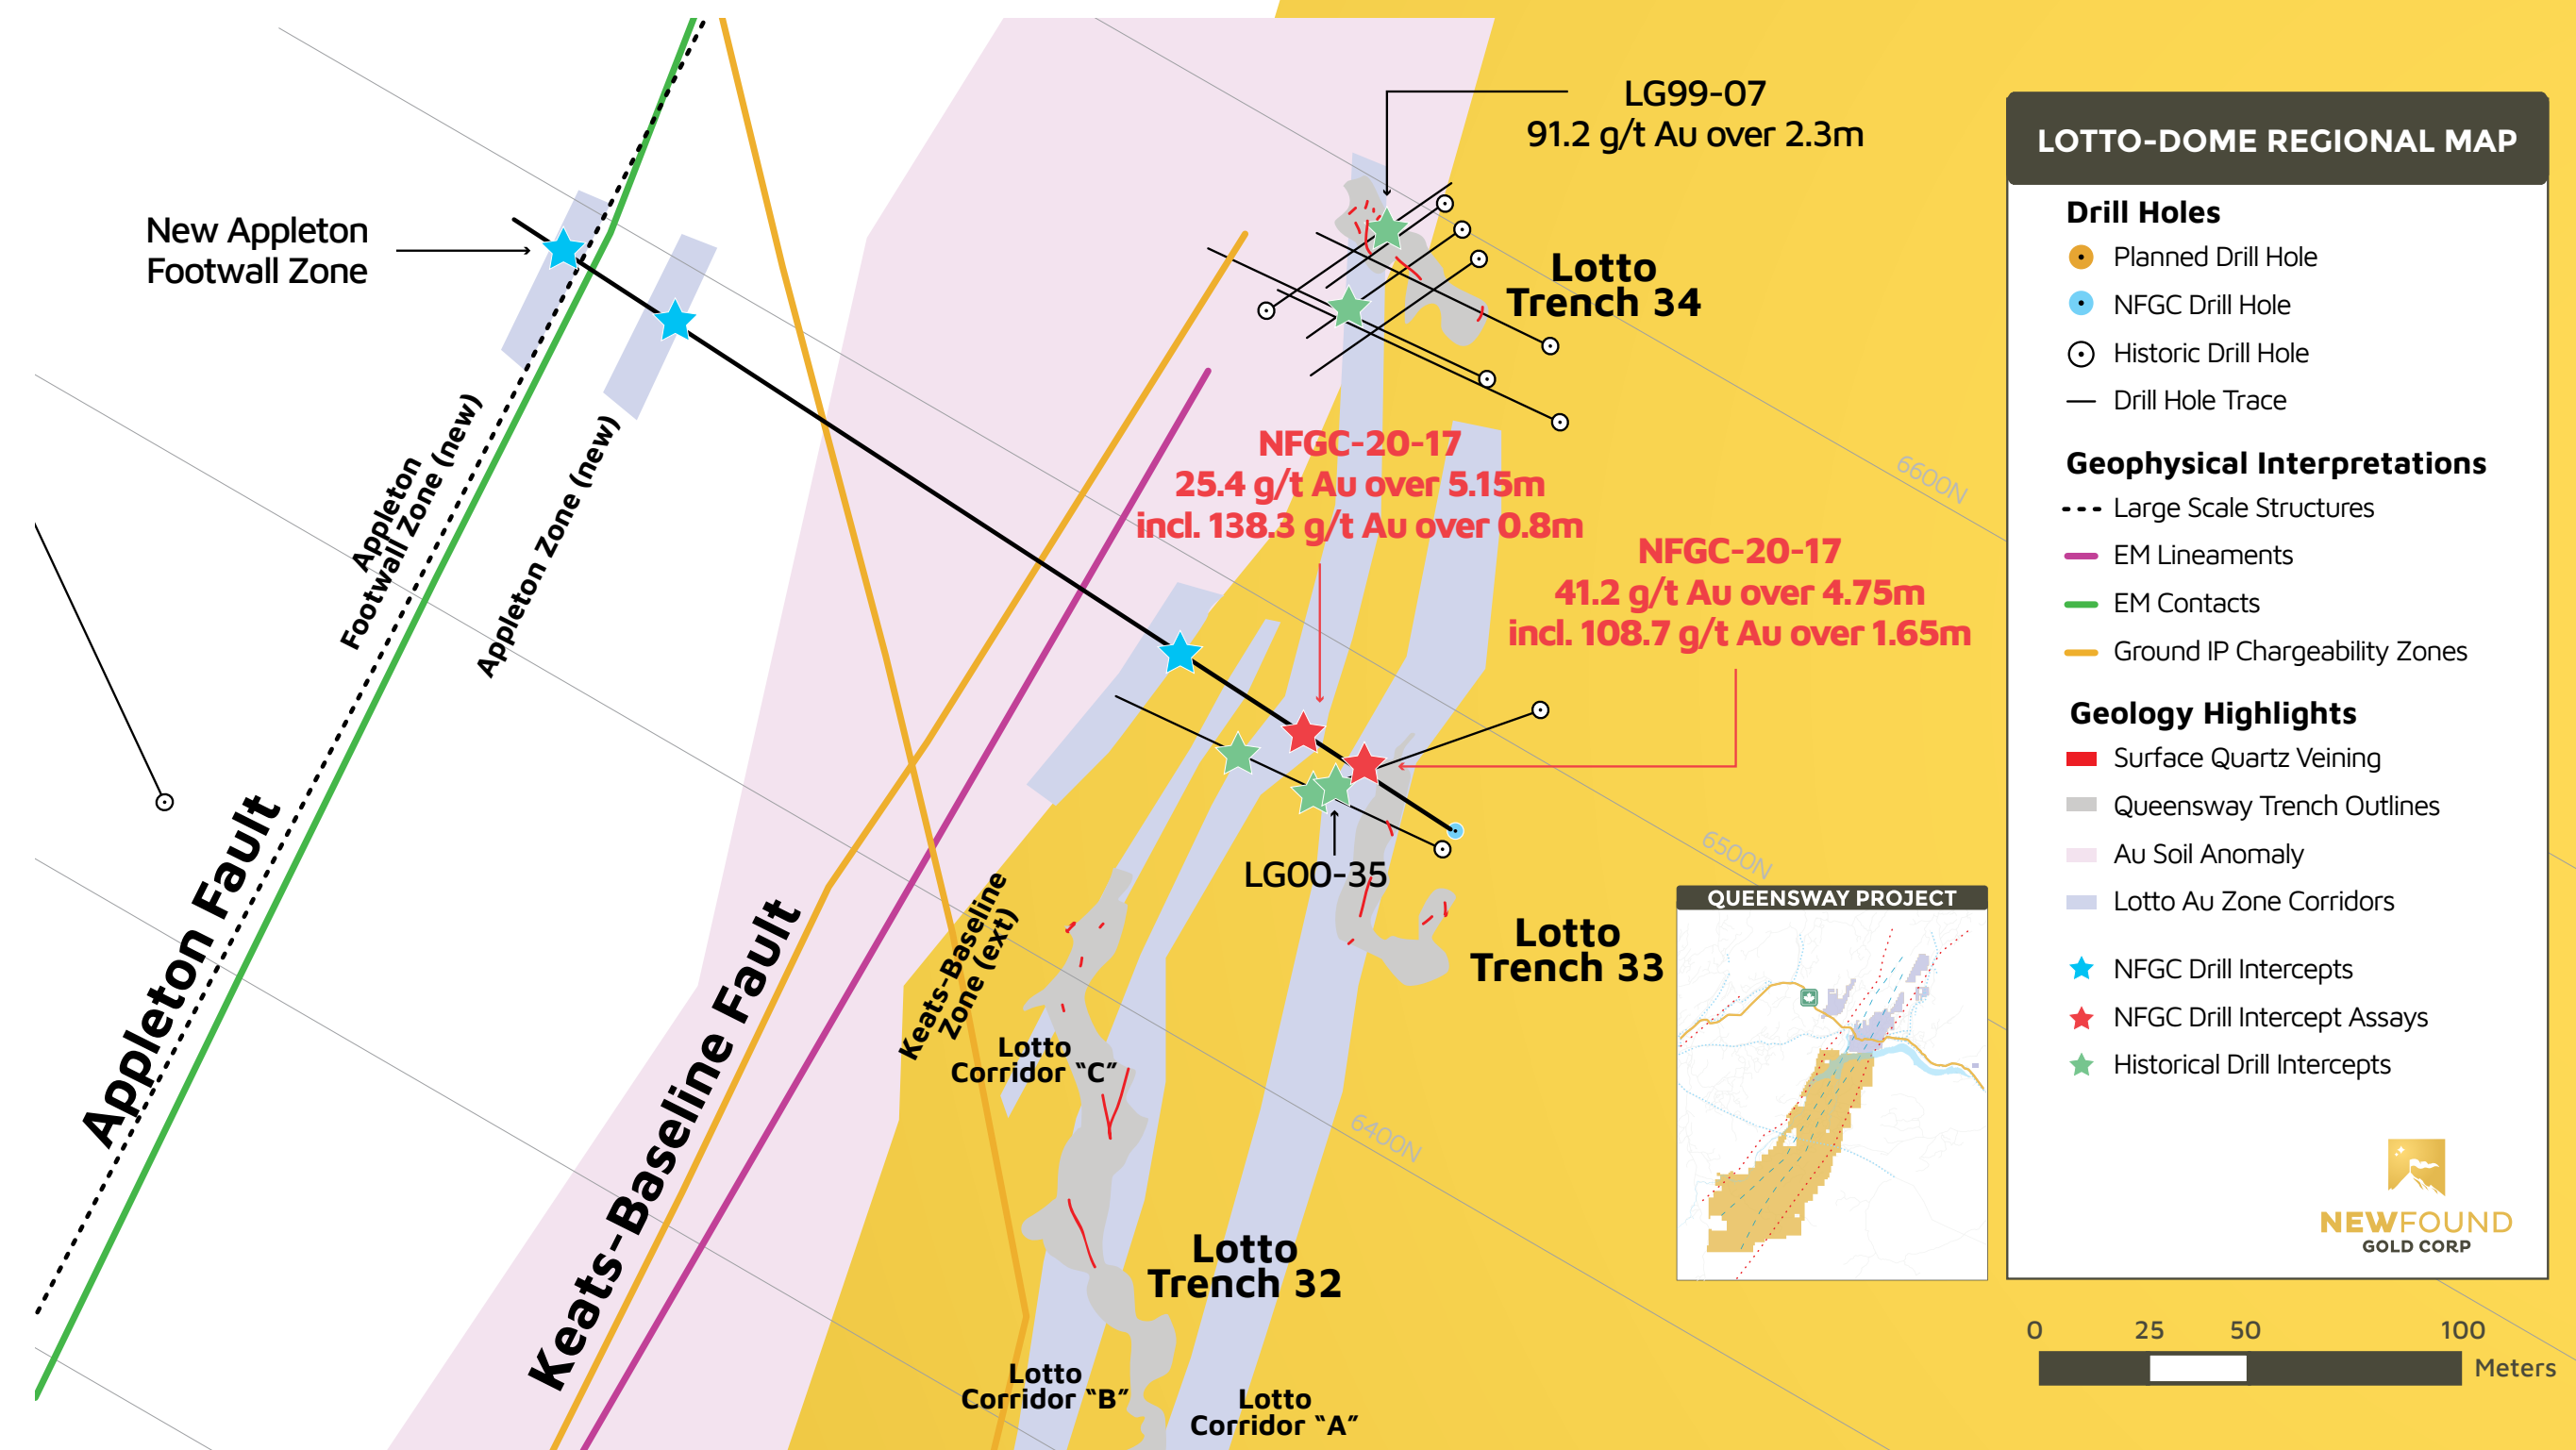 LG99-07
91.2 g/t Au over 2.3m
New Appleton
Footwall Zone
Lotto
Trench 34
Appleton
Footwall Zone (new)
Appleton Zone (new)
NFGC-20-17
25.4 g/t Au over 5.15m
incl. 138.3 g/t Au over 0.8m
6600N
NFGC-20-17
41.2 g/t Au over 4.75m
incl. 108.7 g/t Au over 1.65m
Appleton Fault
LG00-35
6500N
Keats-Baseline Fault
Keats-Baseline
Zone (ext)
Lotto
Trench 33
Lotto
Corridor “C”
6400N
Lotto
Trench 32
Lotto
Corridor “B”
Lotto
Corridor “A”
QUEENSWAY PROJECT
LOTTO-DOME REGIONAL MAP
Drill Holes
Planned Drill Hole
NFGC Drill Hole
Historic Drill Hole
Drill Hole Trace
Geophysical Interpretations
Large Scale Structures
EM Lineaments
EM Contacts
Ground IP Chargeability Zones
Geology Highlights
Surface Quartz Veining
Queensway Trench Outlines
Au Soil Anomaly
Lotto Au Zone Corridors
NFGC Drill Intercepts
NFGC Drill Intercept Assays
Historical Drill Intercepts
NEWFOUND
GOLD CORP
0 25 50 100
Meters